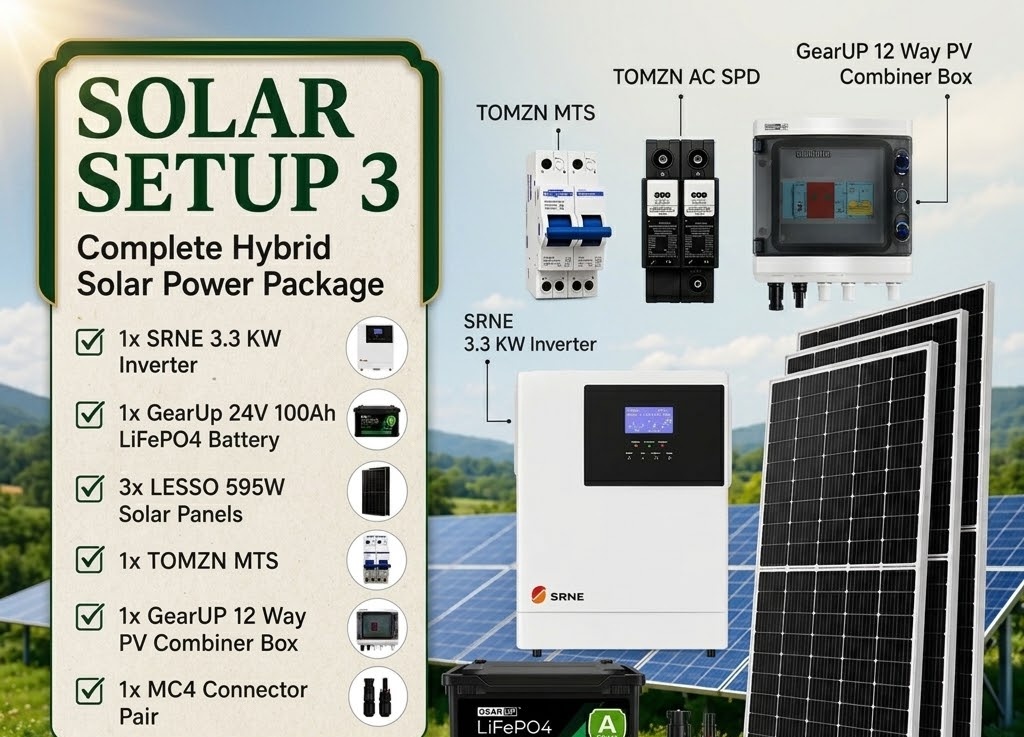 SOLAR
SETUP 3
Complete Hybrid
Solar Power Package
1x SRNE 3.3 KW
Inverter
1x GearUp 24V 100Ah
LiFePO4 Battery
3x LESSO 595W
Solar Panels
1x TOMZN MTS
1x GearUP 12 Way
PV Combiner Box
1x MC4 Connector
Pair
TOMZN MTS
TOMZN AC SPD
GearUP 12 Way PV
Combiner Box
SRNE
3.3 KW Inverter
SRNE
OSAR UP
LiFePO4
A